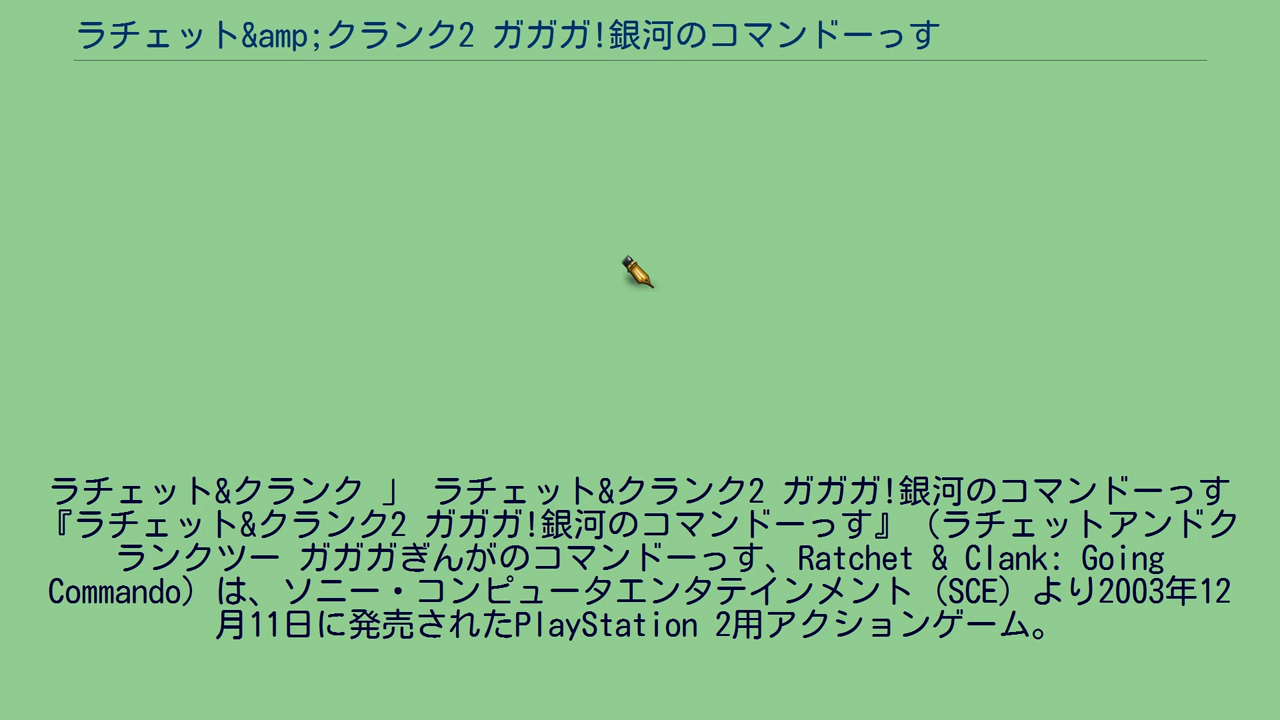 ラチェット&amp;クランク2 ガガガ!銀河のコマンドーっす
ラチェット&クランク 」 ラチェット&クランク2 ガガガ!銀河のコマンドーっす
『ラチェット&クランク2 ガガガ!銀河のコマンドーっす』（ラチェットアンドク
ランクツー ガガガぎんがのコマンドーっす、Ratchet & Clank: Going
Commando）は、ソニー・コンピュータエンタテインメント（SCE）より2003年12
月11日に発売されたPlayStation 2用アクションゲーム。